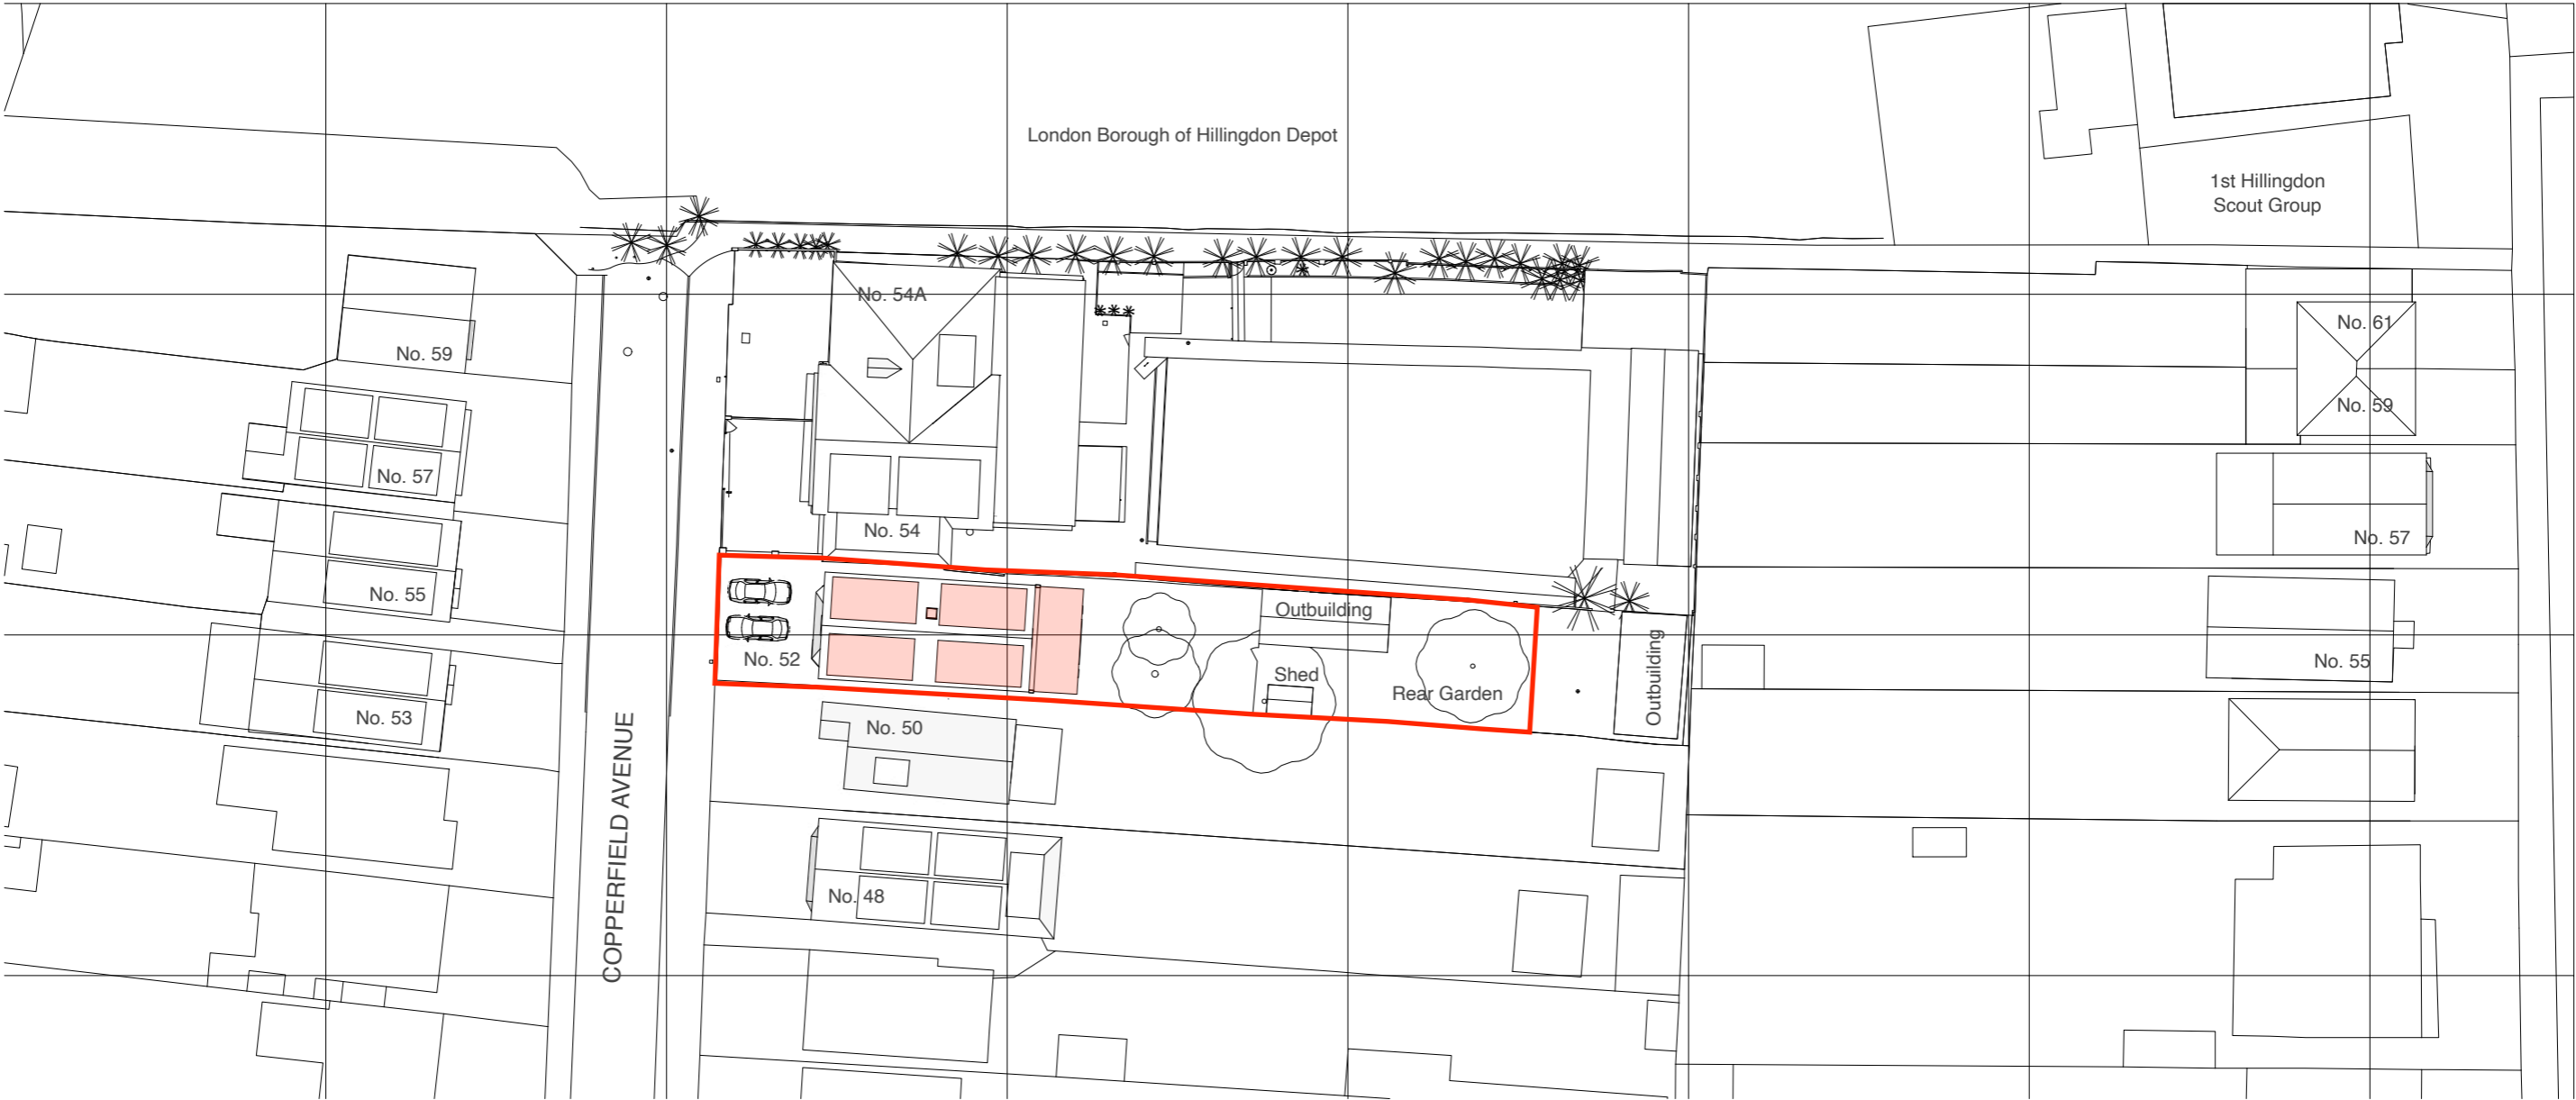 London Borough of Hillingdon Depot
1st Hillingdon
Scout Group
No. 54A
No. 59
No. 57
No. 55
No. 53
No. 54
No. 52
No. 50
No. 48
COPPERFIELD AVENUE
Outbuilding
Shed
Rear Garden
Outbuilding
No. 61
No. 59
No. 57
No. 55